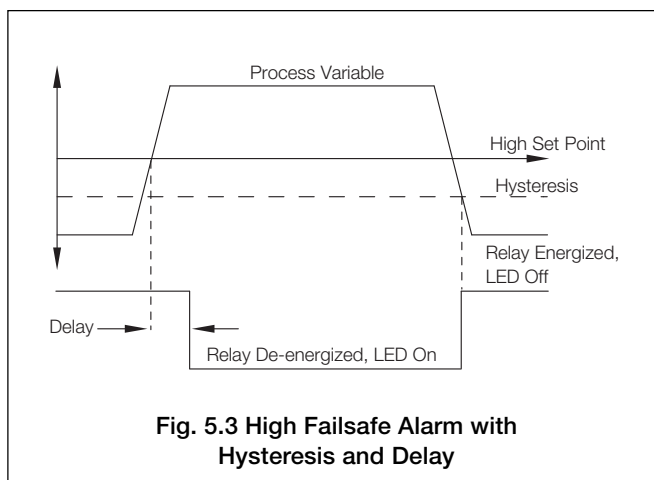 Process Variable
High Set Point
Hysteresis
Relay Energized,
LED Off
Delay
Relay De-energized, LED On
Fig. 5.3 High Failsafe Alarm with
Hysteresis and Delay